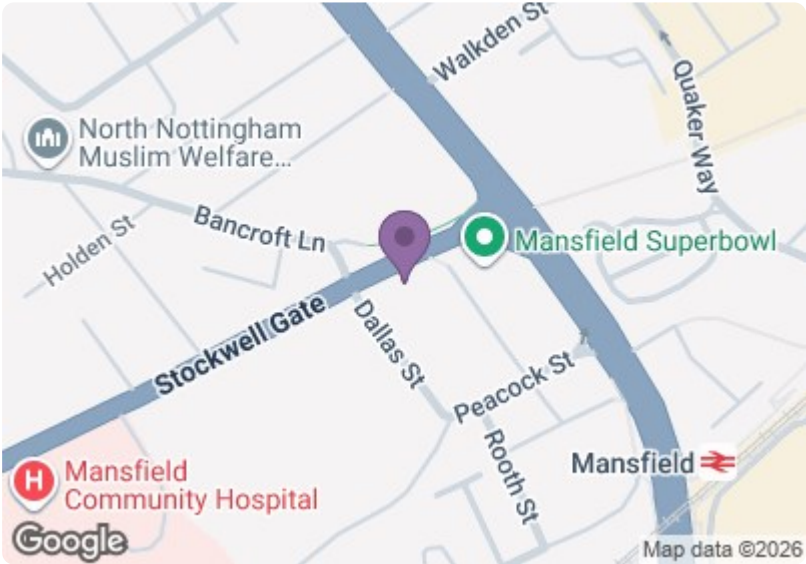 Walkden St
Quaker Way
North Nottingham
Muslim Welfare...
Bancroft Ln
Holden St
Mansfield Superbowl
Stockwell Gate
Dallas St
Peacock St
Rooth St
Mansfield
H
Mansfield
Community Hospital
Google
Map data ©2026